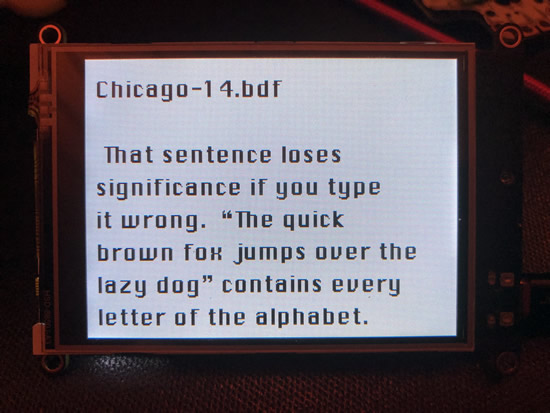 Chicago-14.bdf
That sentence loses
significance if you type
it wrong. “The quick
brown fox jumps over the
lazy dog” contains every
letter of the alphabet.